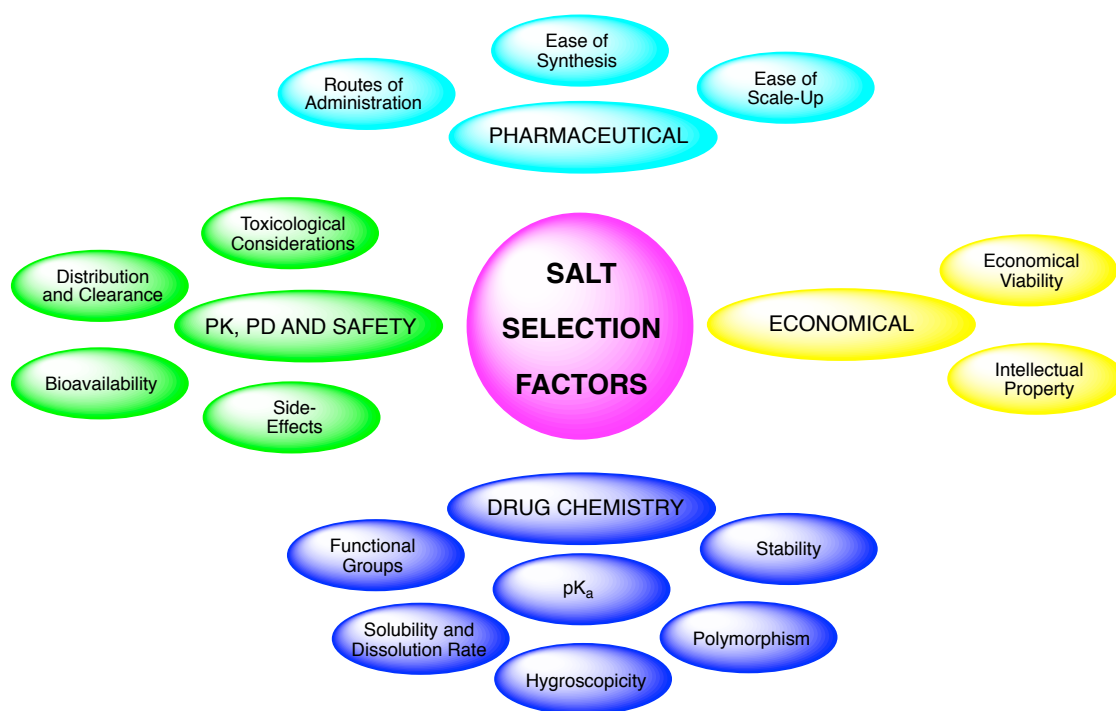 Ease of
Synthesis
Routes of
Administration
Ease of
Scale-Up
PHARMACEUTICAL
Toxicological
Considerations
Distribution
and Clearance
PK, PD AND SAFETY
Bioavailability
Side-
Effects
SALT
SELECTION
FACTORS
Economical
Viability
ECONOMICAL
Intellectual
Property
DRUG CHEMISTRY
Functional
Groups
pKa
Stability
Solubility and
Dissolution Rate
Polymorphism
Hygroscopicity